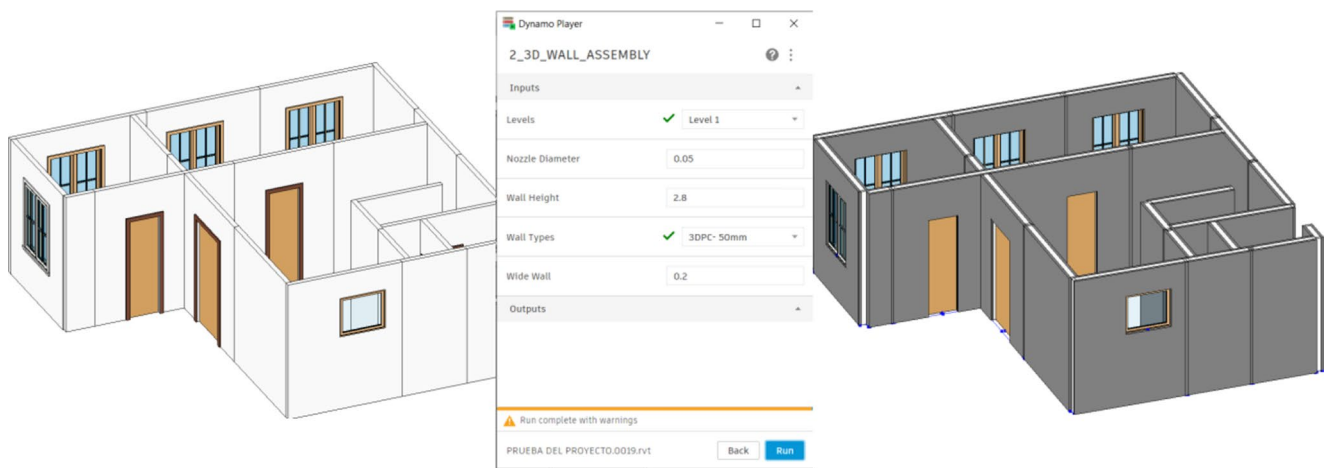 Dynamo Player
2_3D_WALL_ASSEMBLY
Inputs
Levels Level 1
Nozzle Diameter 0.05
Wall Height 2.8
Wall Types 3DPC- 50mm
Wide Wall 0.2
Outputs
Run complete with warnings
PRUEBA DEL PROYECTO.0019.rvt Back Run